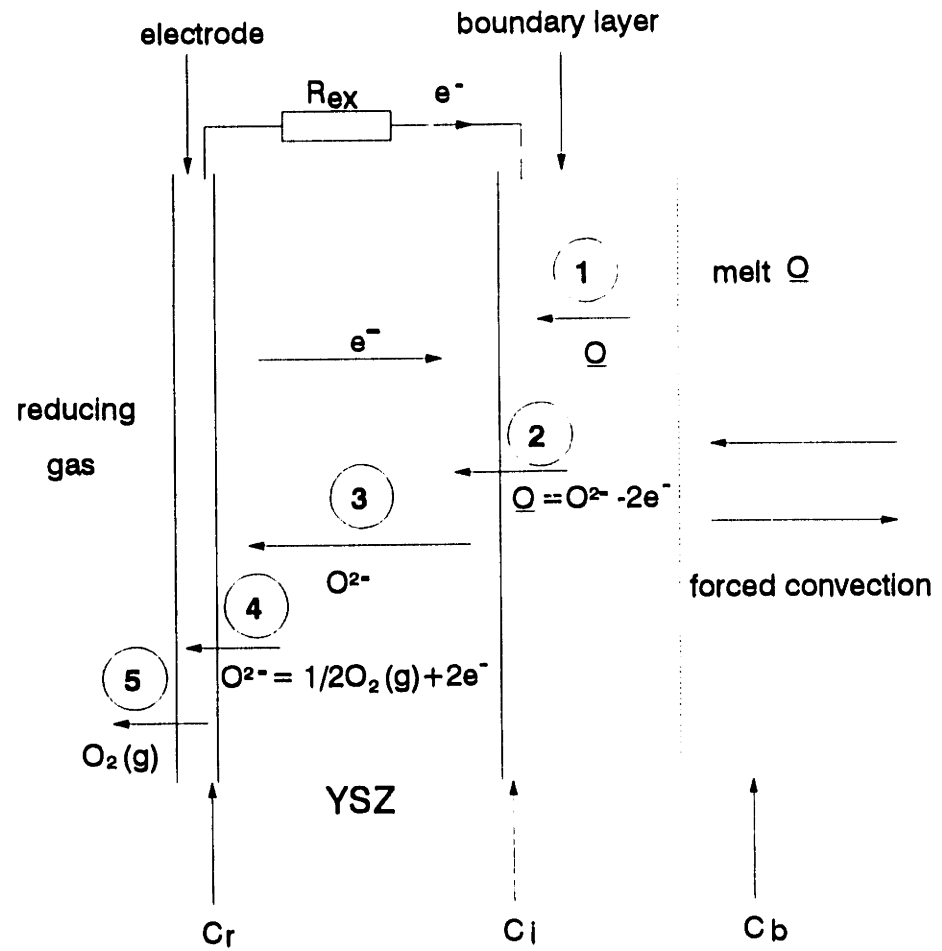 electrode
boundary layer
Rex
e⁻
1
melt O̲
e⁻
O̲
reducing
gas
2
3
O̲ = O²⁻ -2e⁻
O²⁻
forced convection
4
5
O²⁻ = 1/2O₂ (g) + 2e⁻
O₂ (g)
YSZ
Cr
Ci
Cb